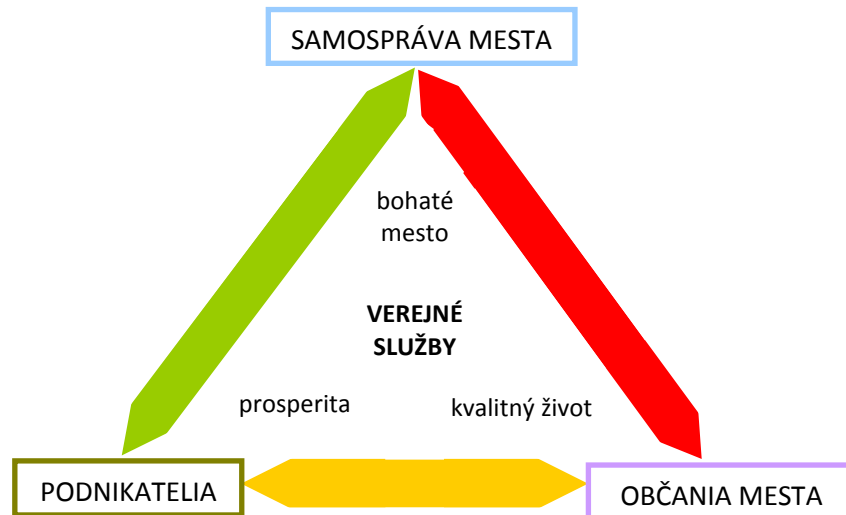 SAMOSPRÁVA MESTA
bohaté
mesto
VEREJNÉ
SLUŽBY
prosperita
kvalitný život
PODNIKATELIA
OBČANIA MESTA